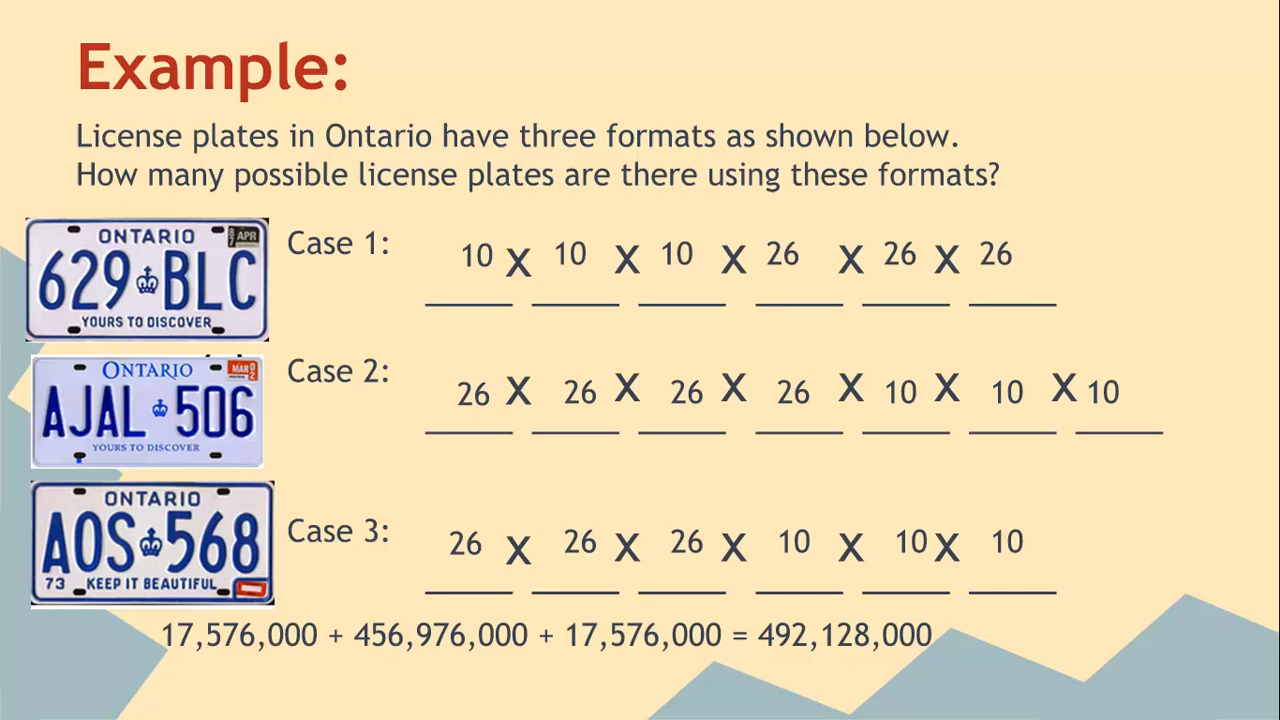 Example:
License plates in Ontario have three formats as shown below.
How many possible license plates are there using these formats?
ONTARIO
APR
629 BLC
YOURS TO DISCOVER
Case 1:
10 X 10 X 10 X 26 X 26 X 26
ONTARIO
MAR
AJAL 506
YOURS TO DISCOVER
Case 2:
26 X 26 X 26 X 26 X 10 X 10 X 10
ONTARIO
AOS 568
73 KEEP IT BEAUTIFUL
Case 3:
26 X 26 X 26 X 10 X 10 X 10
17,576,000 + 456,976,000 + 17,576,000 = 492,128,000